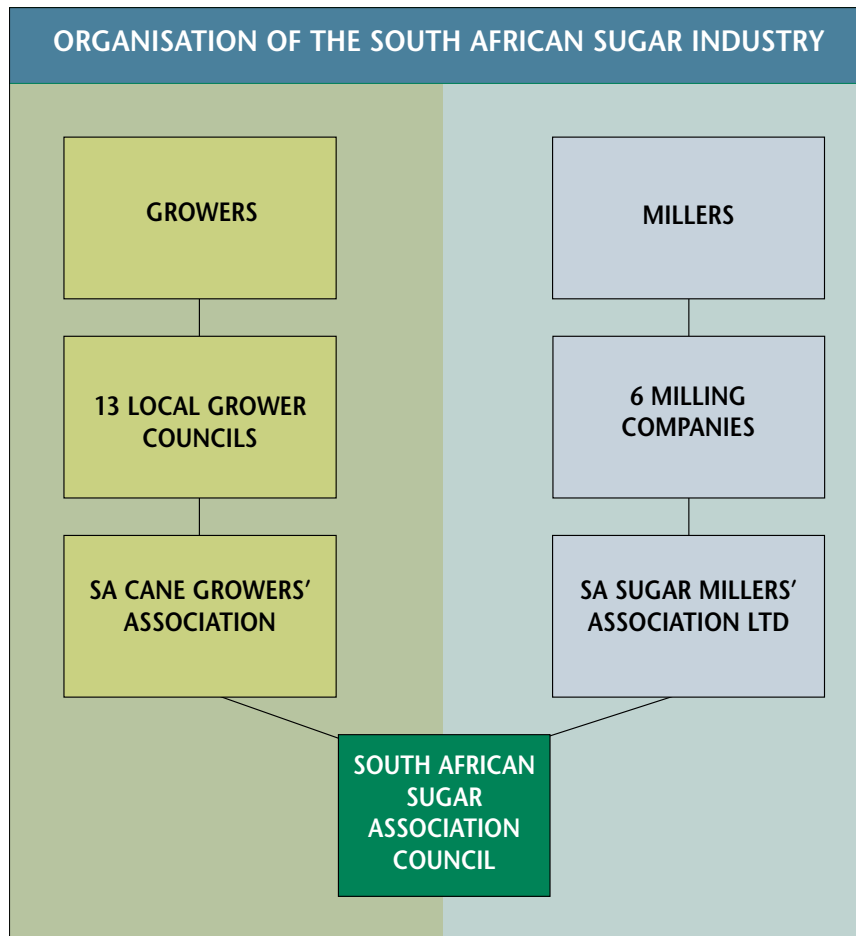 ORGANISATION OF THE SOUTH AFRICAN SUGAR INDUSTRY
GROWERS
13 LOCAL GROWER
COUNCILS
SA CANE GROWERS’
ASSOCIATION
MILLERS
6 MILLING
COMPANIES
SA SUGAR MILLERS’
ASSOCIATION LTD
SOUTH AFRICAN
SUGAR
ASSOCIATION
COUNCIL